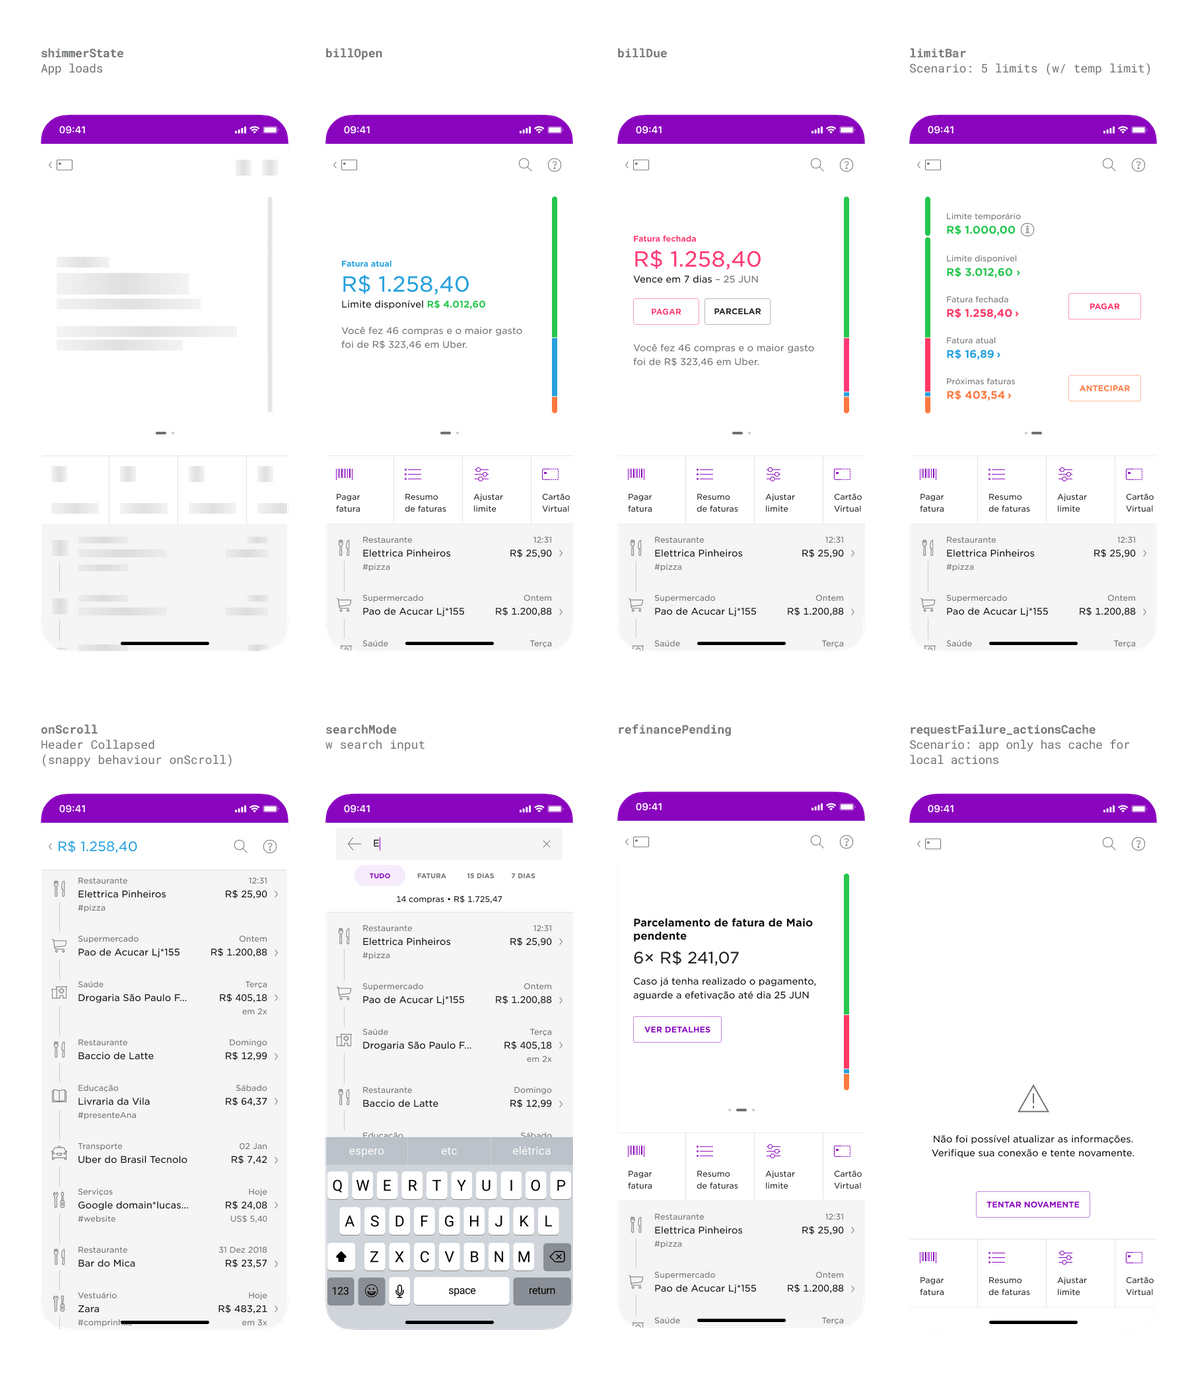 shimmerState
App loads
09:41
billOpen
09:41
Fatura atual
R$ 1.258,40
Limite disponível R$ 4.012,60
Você fez 46 compras e o maior gasto
foi de R$ 323,46 em Uber.
Pagar
fatura
Resumo
de faturas
Ajustar
limite
Cartão
Virtual
Restaurante 12:31
Elettrica Pinheiros R$ 25,90
#pizza
Supermercado Ontem
Pao de Acucar Lj*155 R$ 1.200,88
Saúde Terça
billDue
09:41
Fatura fechada
R$ 1.258,40
Vence em 7 dias – 25 JUN
PAGAR PARCELAR
Você fez 46 compras e o maior gasto
foi de R$ 323,46 em Uber.
Pagar
fatura
Resumo
de faturas
Ajustar
limite
Cartão
Virtual
Restaurante 12:31
Elettrica Pinheiros R$ 25,90
#pizza
Supermercado Ontem
Pao de Acucar Lj*155 R$ 1.200,88
Saúde Terça
limitBar
Scenario: 5 limits (w/ temp limit)
09:41
Limite temporário
R$ 1.000,00
Limite disponível
R$ 3.012,60 ›
Fatura fechada
R$ 1.258,40 ›
PAGAR
Fatura atual
R$ 16,89 ›
Próximas faturas
R$ 403,54 ›
ANTECIPAR
Pagar
fatura
Resumo
de faturas
Ajustar
limite
Cartão
Virtual
Restaurante 12:31
Elettrica Pinheiros R$ 25,90
#pizza
Supermercado Ontem
Pao de Acucar Lj*155 R$ 1.200,88
Saúde Terça
onScroll
Header Collapsed
(snappy behaviour onScroll)
09:41
R$ 1.258,40
Restaurante 12:31
Elettrica Pinheiros R$ 25,90
#pizza
Supermercado Ontem
Pao de Acucar Lj*155 R$ 1.200,88
Saúde Terça
Drogaria São Paulo F... R$ 405,18
em 2x
Restaurante Domingo
Baccio de Latte R$ 12,99
Educação Sábado
Livraria da Vila R$ 64,37
#presenteAna
Transporte 02 Jan
Uber do Brasil Tecnolo R$ 7,42
Serviços Hoje
Google domain*lucas... R$ 24,08
#website US$ 5,40
Restaurante 31 Dez 2018
Bar do Mica R$ 23,57
Vestuário Hoje
Zara R$ 483,21
#comprinhas em 3x
searchMode
w search input
09:41
E
TUDO FATURA 15 DIAS 7 DIAS
14 compras • R$ 1.725,47
Restaurante 12:31
Elettrica Pinheiros R$ 25,90
#pizza
Supermercado Ontem
Pao de Acucar Lj*155 R$ 1.200,88
Saúde Terça
Drogaria São Paulo F... R$ 405,18
em 2x
Restaurante Domingo
Baccio de Latte R$ 12,99
Educação Sábado
espero etc elétrica
Q W E R T Y U I O P
A S D F G H J K L
Z X C V B N M
123 space return
refinancePending
09:41
Parcelamento de fatura de Maio
pendente
6× R$ 241,07
Caso já tenha realizado o pagamento,
aguarde a efetivação até dia 25 JUN
VER DETALHES
Pagar
fatura
Resumo
de faturas
Ajustar
limite
Cartão
Virtual
Restaurante 12:31
Elettrica Pinheiros R$ 25,90
#pizza
Supermercado Ontem
Pao de Acucar Lj*155 R$ 1.200,88
Saúde Terça
requestFailure_actionsCache
Scenario: app only has cache for
local actions
09:41
Não foi possível atualizar as informações.
Verifique sua conexão e tente novamente.
TENTAR NOVAMENTE
Pagar
fatura
Resumo
de faturas
Ajustar
limite
Cartão
Virtual